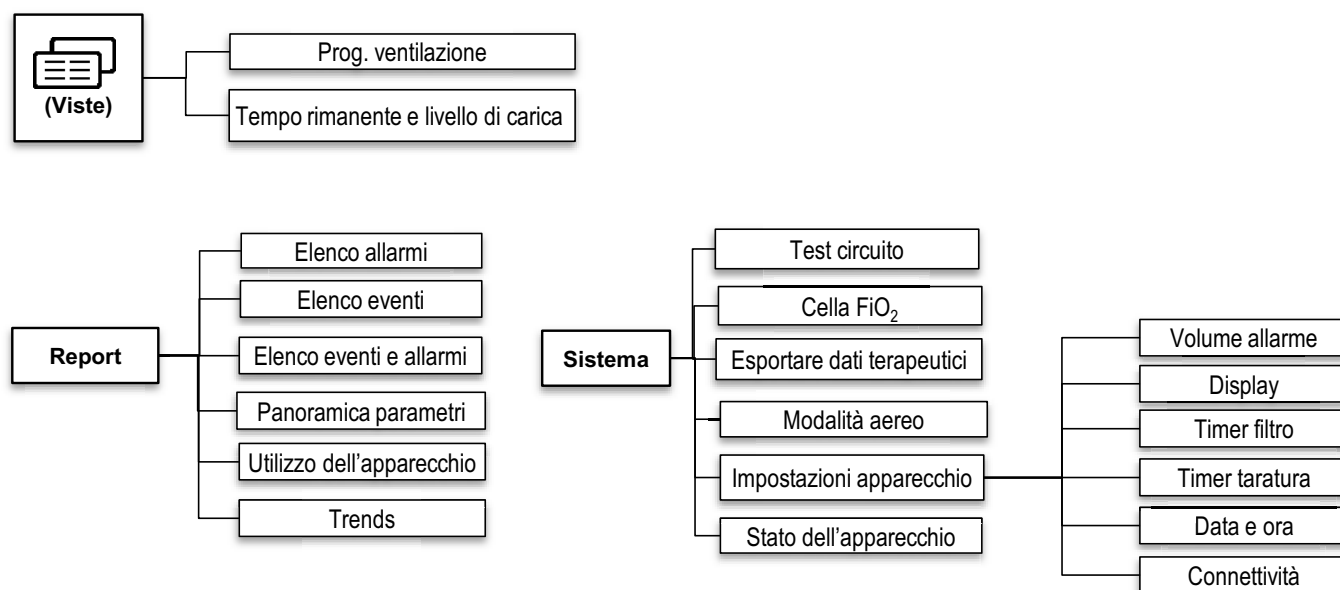 (Viste)
Prog. ventilazione
Tempo rimanente e livello di carica
Report
Elenco allarmi
Elenco eventi
Elenco eventi e allarmi
Panoramica parametri
Utilizzo dell'apparecchio
Trends
Sistema
Test circuito
Cella FiO₂
Esportare dati terapeutici
Modalità aereo
Impostazioni apparecchio
Stato dell'apparecchio
Volume allarme
Display
Timer filtro
Timer taratura
Data e ora
Connettività